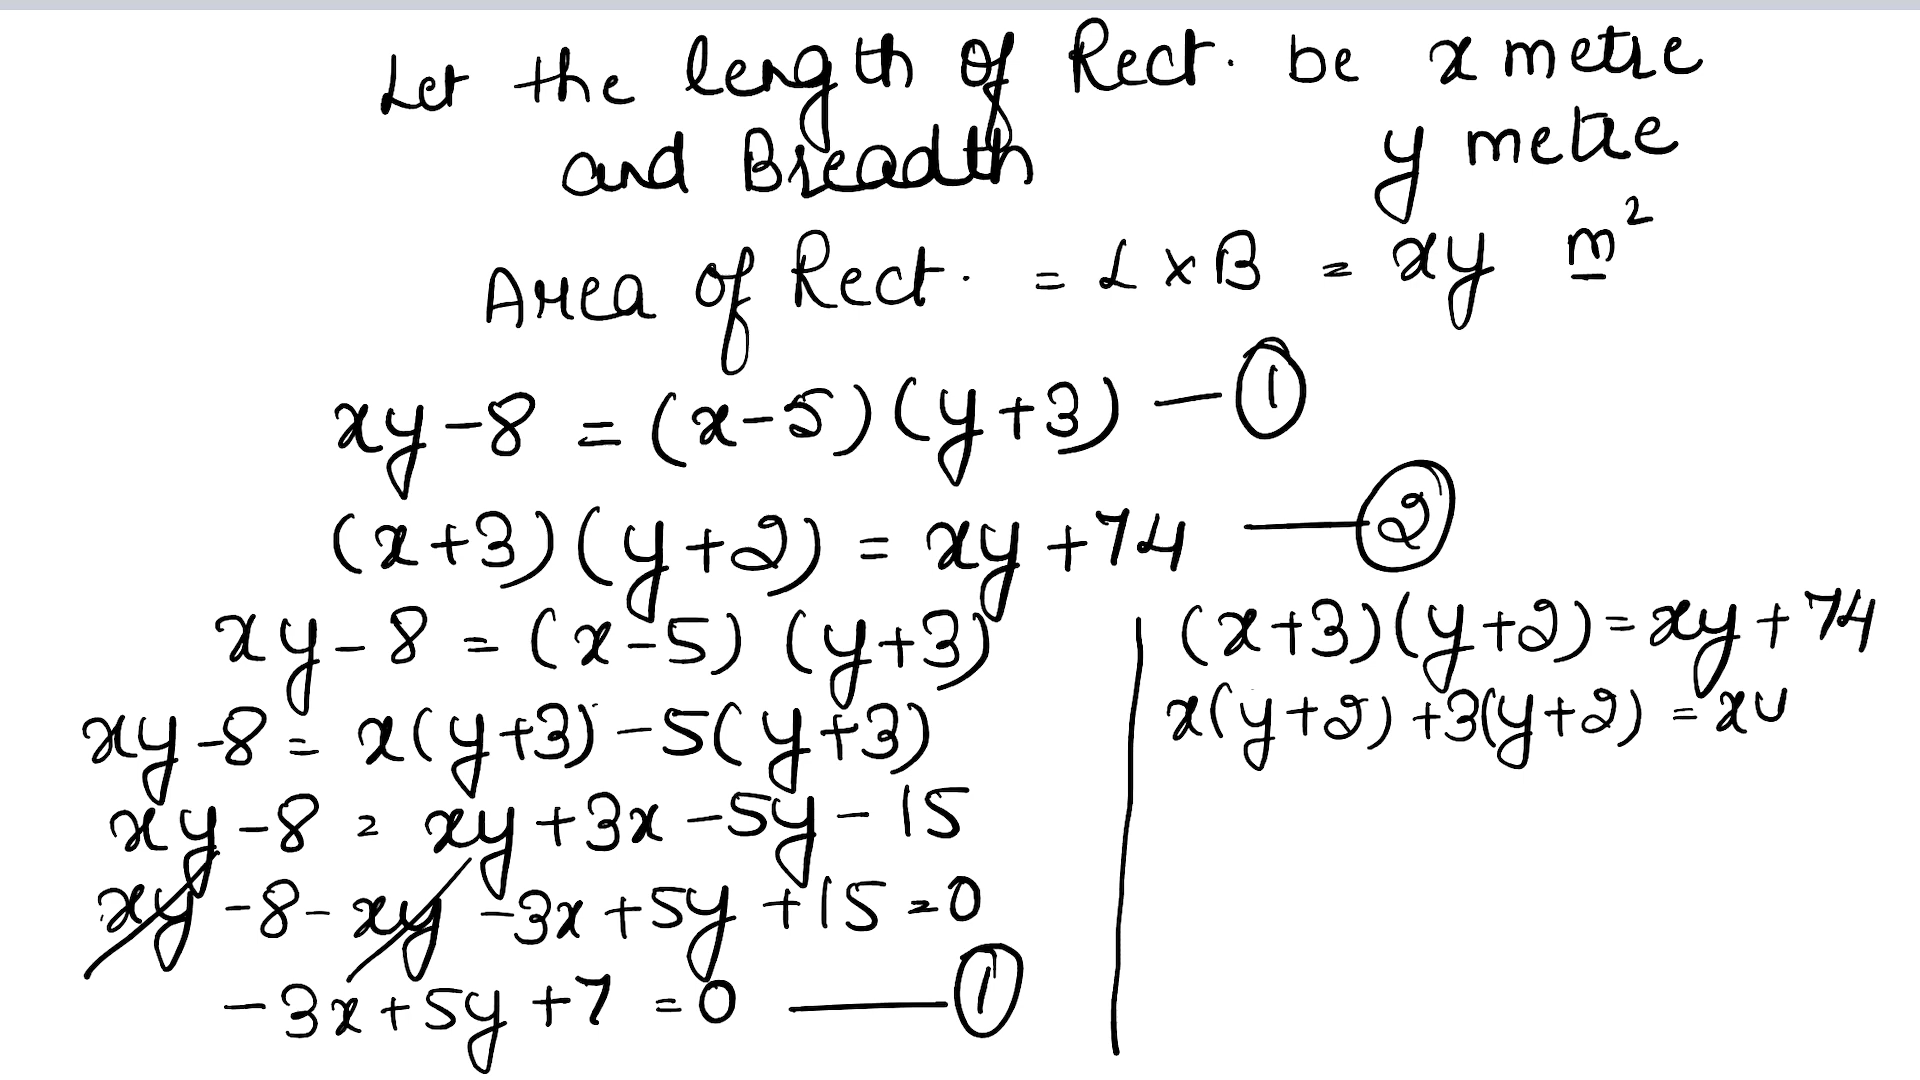 Let the length of Rect. be x metre
and Breadth y metre
Area of Rect. = L x B = xy m²
xy-8 = (x-5)(y+3) — ①
(x+3)(y+2) = xy+74 — ②
xy-8 = (x-5) (y+3)
xy-8 = x(y+3)-5(y+3)
xy-8 = xy+3x-5y-15
xy-8-xy-3x+5y+15=0
-3x+5y+7=0 — ①
(x+3)(y+2)=xy+74
x(y+2)+3(y+2) = xu